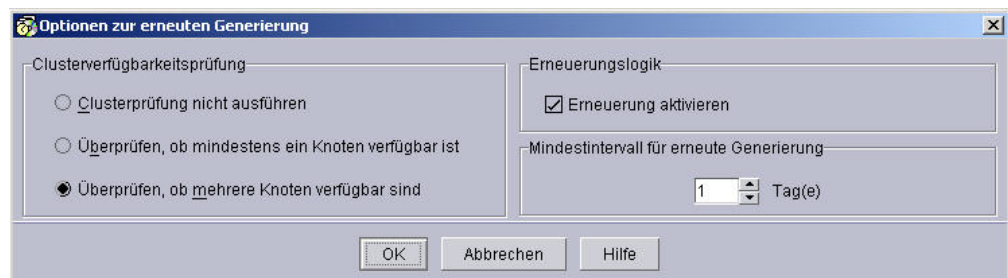 Optionen zur erneuten Generierung
Clusterverfügbarkeitsprüfung
Clusterprüfung nicht ausführen
Überprüfen, ob mindestens ein Knoten verfügbar ist
Überprüfen, ob mehrere Knoten verfügbar sind
Erneuerungslogik
Erneuerung aktivieren
Mindestintervall für erneute Generierung
1 Tag(e)
OK Abbrechen Hilfe